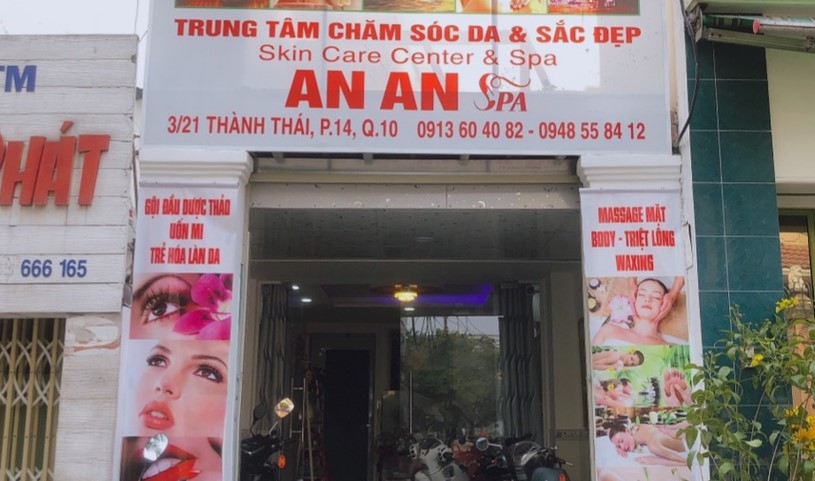 TRUNG TÂM CHĂM SÓC DA & SẮC ĐẸP
Skin Care Center & Spa
AN AN SPA
3/21 THÀNH THÁI, P.14, Q.10 0913 60 40 82 - 0948 55 84 12
TM
PHÁT
666 165
GỘI ĐẦU DƯỢC THẢO
UỐN MI
TRẺ HÓA LÀN DA
MASSAGE MẶT
BODY - TRIỆT LÔNG
WAXING